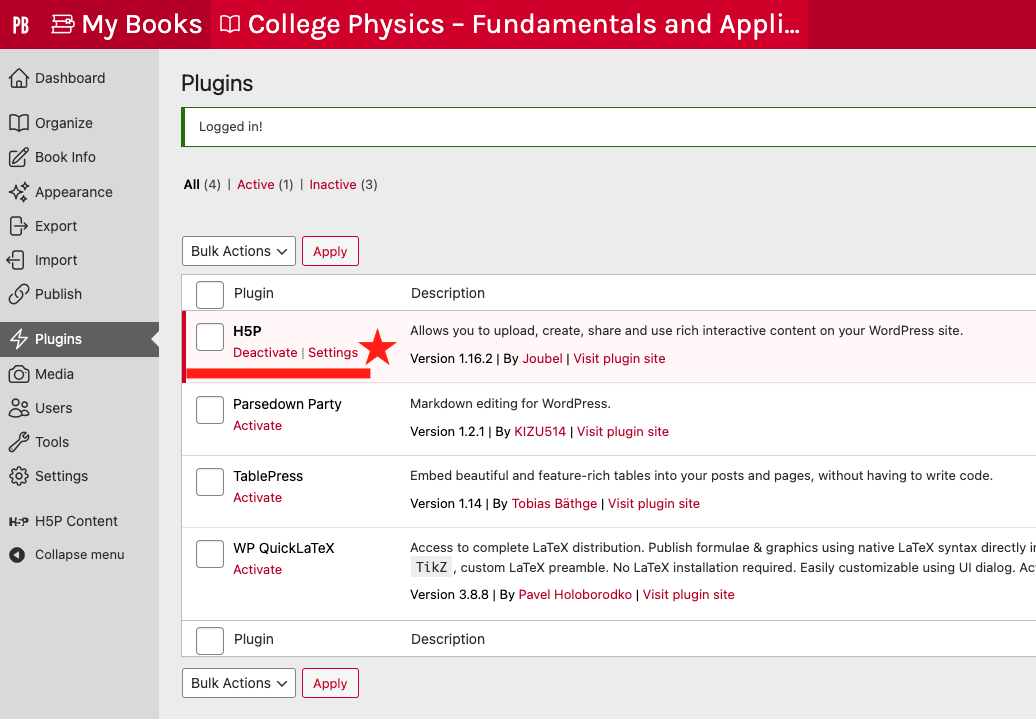 PB My Books College Physics – Fundamentals and Appli...
Dashboard
Organize
Book Info
Appearance
Export
Import
Publish
Plugins
Media
Users
Tools
Settings
H5P H5P Content
Collapse menu
Plugins
Logged in!
All (4) | Active (1) | Inactive (3)
Bulk Actions Apply
Plugin Description
H5P Allows you to upload, create, share and use rich interactive content on your WordPress site.
Deactivate | Settings Version 1.16.2 | By Joubel | Visit plugin site
Parsedown Party Markdown editing for WordPress.
Activate Version 1.2.1 | By KIZU514 | Visit plugin site
TablePress Embed beautiful and feature-rich tables into your posts and pages, without having to write code.
Activate Version 1.14 | By Tobias Bäthge | Visit plugin site
WP QuickLaTeX Access to complete LaTeX distribution. Publish formulae & graphics using native LaTeX syntax directly i
Activate TikZ , custom LaTeX preamble. No LaTeX installation required. Easily customizable using UI dialog. Ac
Version 3.8.8 | By Pavel Holoborodko | Visit plugin site
Plugin Description
Bulk Actions Apply